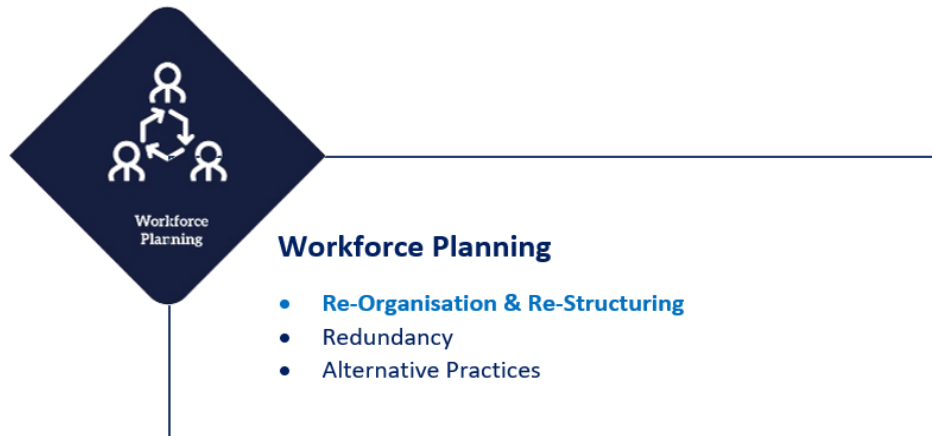 Workforce
Planning
Workforce Planning
• Re-Organisation & Re-Structuring
• Redundancy
• Alternative Practices